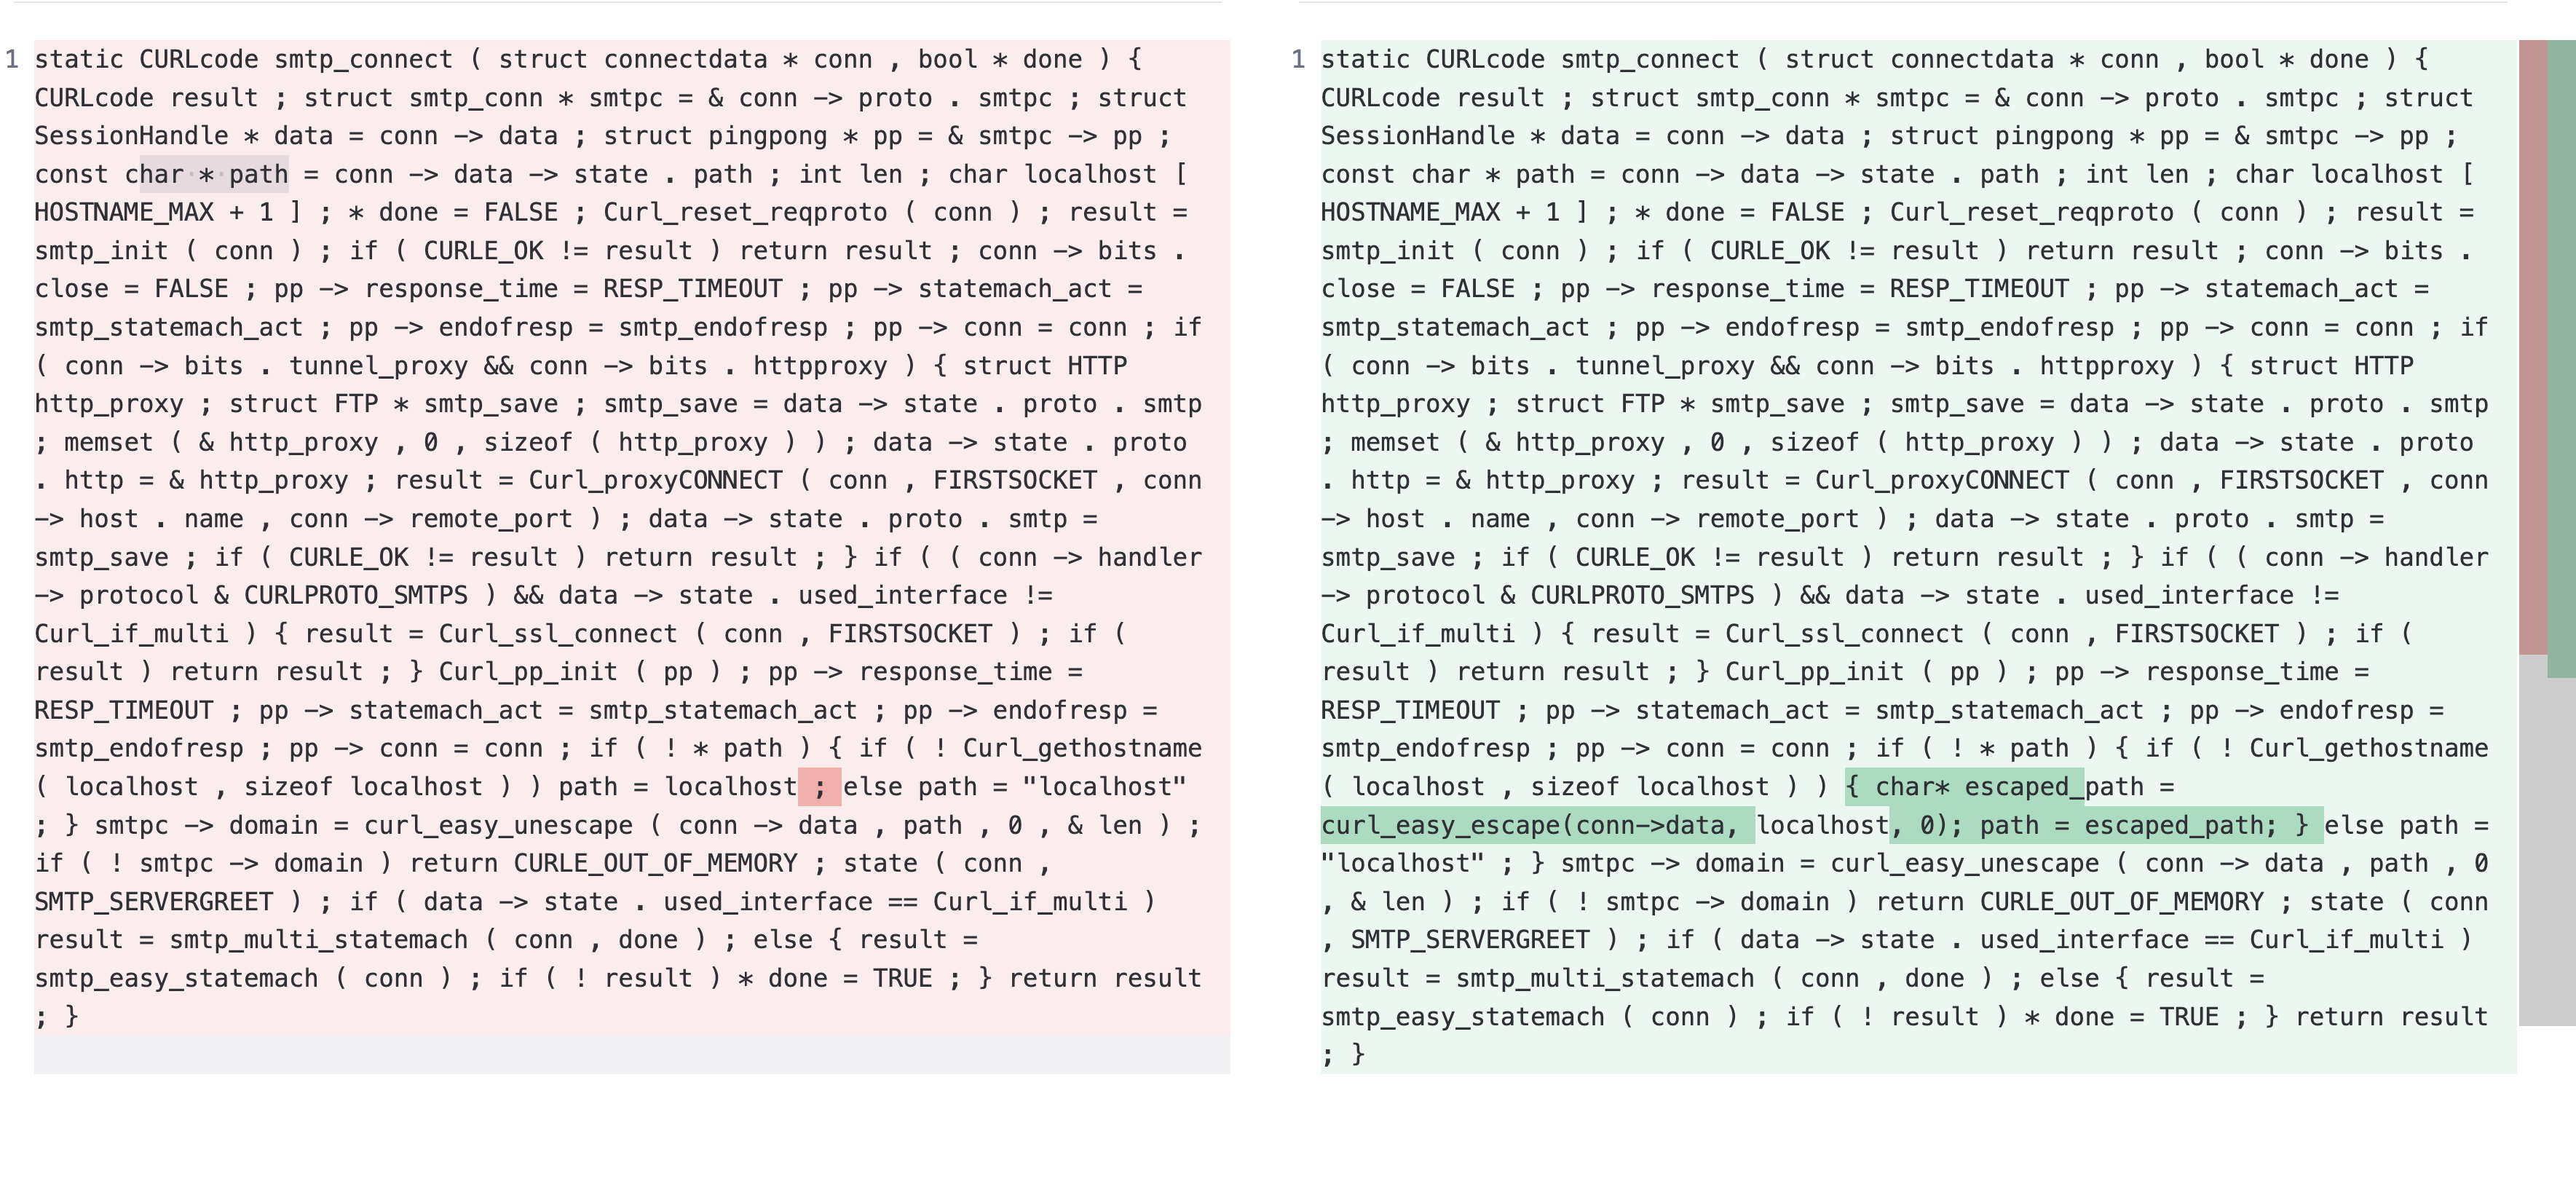 1 static CURLcode smtp_connect ( struct connectdata * conn , bool * done ) {
CURLcode result ; struct smtp_conn * smtpc = & conn -> proto . smtpc ; struct
SessionHandle * data = conn -> data ; struct pingpong * pp = & smtpc -> pp ;
const char * path = conn -> data -> state . path ; int len ; char localhost [
HOSTNAME_MAX + 1 ] ; * done = FALSE ; Curl_reset_reqproto ( conn ) ; result =
smtp_init ( conn ) ; if ( CURLE_OK != result ) return result ; conn -> bits .
close = FALSE ; pp -> response_time = RESP_TIMEOUT ; pp -> statemach_act =
smtp_statemach_act ; pp -> endofresp = smtp_endofresp ; pp -> conn = conn ; if
( conn -> bits . tunnel_proxy && conn -> bits . httpproxy ) { struct HTTP
http_proxy ; struct FTP * smtp_save ; smtp_save = data -> state . proto . smtp
; memset ( & http_proxy , 0 , sizeof ( http_proxy ) ) ; data -> state . proto
. http = & http_proxy ; result = Curl_proxyCONNECT ( conn , FIRSTSOCKET , conn
-> host . name , conn -> remote_port ) ; data -> state . proto . smtp =
smtp_save ; if ( CURLE_OK != result ) return result ; } if ( ( conn -> handler
-> protocol & CURLPROTO_SMTPS ) && data -> state . used_interface !=
Curl_if_multi ) { result = Curl_ssl_connect ( conn , FIRSTSOCKET ) ; if (
result ) return result ; } Curl_pp_init ( pp ) ; pp -> response_time =
RESP_TIMEOUT ; pp -> statemach_act = smtp_statemach_act ; pp -> endofresp =
smtp_endofresp ; pp -> conn = conn ; if ( ! * path ) { if ( ! Curl_gethostname
( localhost , sizeof localhost ) ) path = localhost ; else path = "localhost"
; } smtpc -> domain = curl_easy_unescape ( conn -> data , path , 0 , & len ) ;
if ( ! smtpc -> domain ) return CURLE_OUT_OF_MEMORY ; state ( conn ,
SMTP_SERVERGREET ) ; if ( data -> state . used_interface == Curl_if_multi )
result = smtp_multi_statemach ( conn , done ) ; else { result =
smtp_easy_statemach ( conn ) ; if ( ! result ) * done = TRUE ; } return result
; }
1 static CURLcode smtp_connect ( struct connectdata * conn , bool * done ) {
CURLcode result ; struct smtp_conn * smtpc = & conn -> proto . smtpc ; struct
SessionHandle * data = conn -> data ; struct pingpong * pp = & smtpc -> pp ;
const char * path = conn -> data -> state . path ; int len ; char localhost [
HOSTNAME_MAX + 1 ] ; * done = FALSE ; Curl_reset_reqproto ( conn ) ; result =
smtp_init ( conn ) ; if ( CURLE_OK != result ) return result ; conn -> bits .
close = FALSE ; pp -> response_time = RESP_TIMEOUT ; pp -> statemach_act =
smtp_statemach_act ; pp -> endofresp = smtp_endofresp ; pp -> conn = conn ; if
( conn -> bits . tunnel_proxy && conn -> bits . httpproxy ) { struct HTTP
http_proxy ; struct FTP * smtp_save ; smtp_save = data -> state . proto . smtp
; memset ( & http_proxy , 0 , sizeof ( http_proxy ) ) ; data -> state . proto
. http = & http_proxy ; result = Curl_proxyCONNECT ( conn , FIRSTSOCKET , conn
-> host . name , conn -> remote_port ) ; data -> state . proto . smtp =
smtp_save ; if ( CURLE_OK != result ) return result ; } if ( ( conn -> handler
-> protocol & CURLPROTO_SMTPS ) && data -> state . used_interface !=
Curl_if_multi ) { result = Curl_ssl_connect ( conn , FIRSTSOCKET ) ; if (
result ) return result ; } Curl_pp_init ( pp ) ; pp -> response_time =
RESP_TIMEOUT ; pp -> statemach_act = smtp_statemach_act ; pp -> endofresp =
smtp_endofresp ; pp -> conn = conn ; if ( ! * path ) { if ( ! Curl_gethostname
( localhost , sizeof localhost ) ) { char* escaped_path =
curl_easy_escape(conn->data, localhost, 0); path = escaped_path; } else path =
"localhost" ; } smtpc -> domain = curl_easy_unescape ( conn -> data , path , 0
, & len ) ; if ( ! smtpc -> domain ) return CURLE_OUT_OF_MEMORY ; state ( conn
, SMTP_SERVERGREET ) ; if ( data -> state . used_interface == Curl_if_multi )
result = smtp_multi_statemach ( conn , done ) ; else { result =
smtp_easy_statemach ( conn ) ; if ( ! result ) * done = TRUE ; } return result
; }